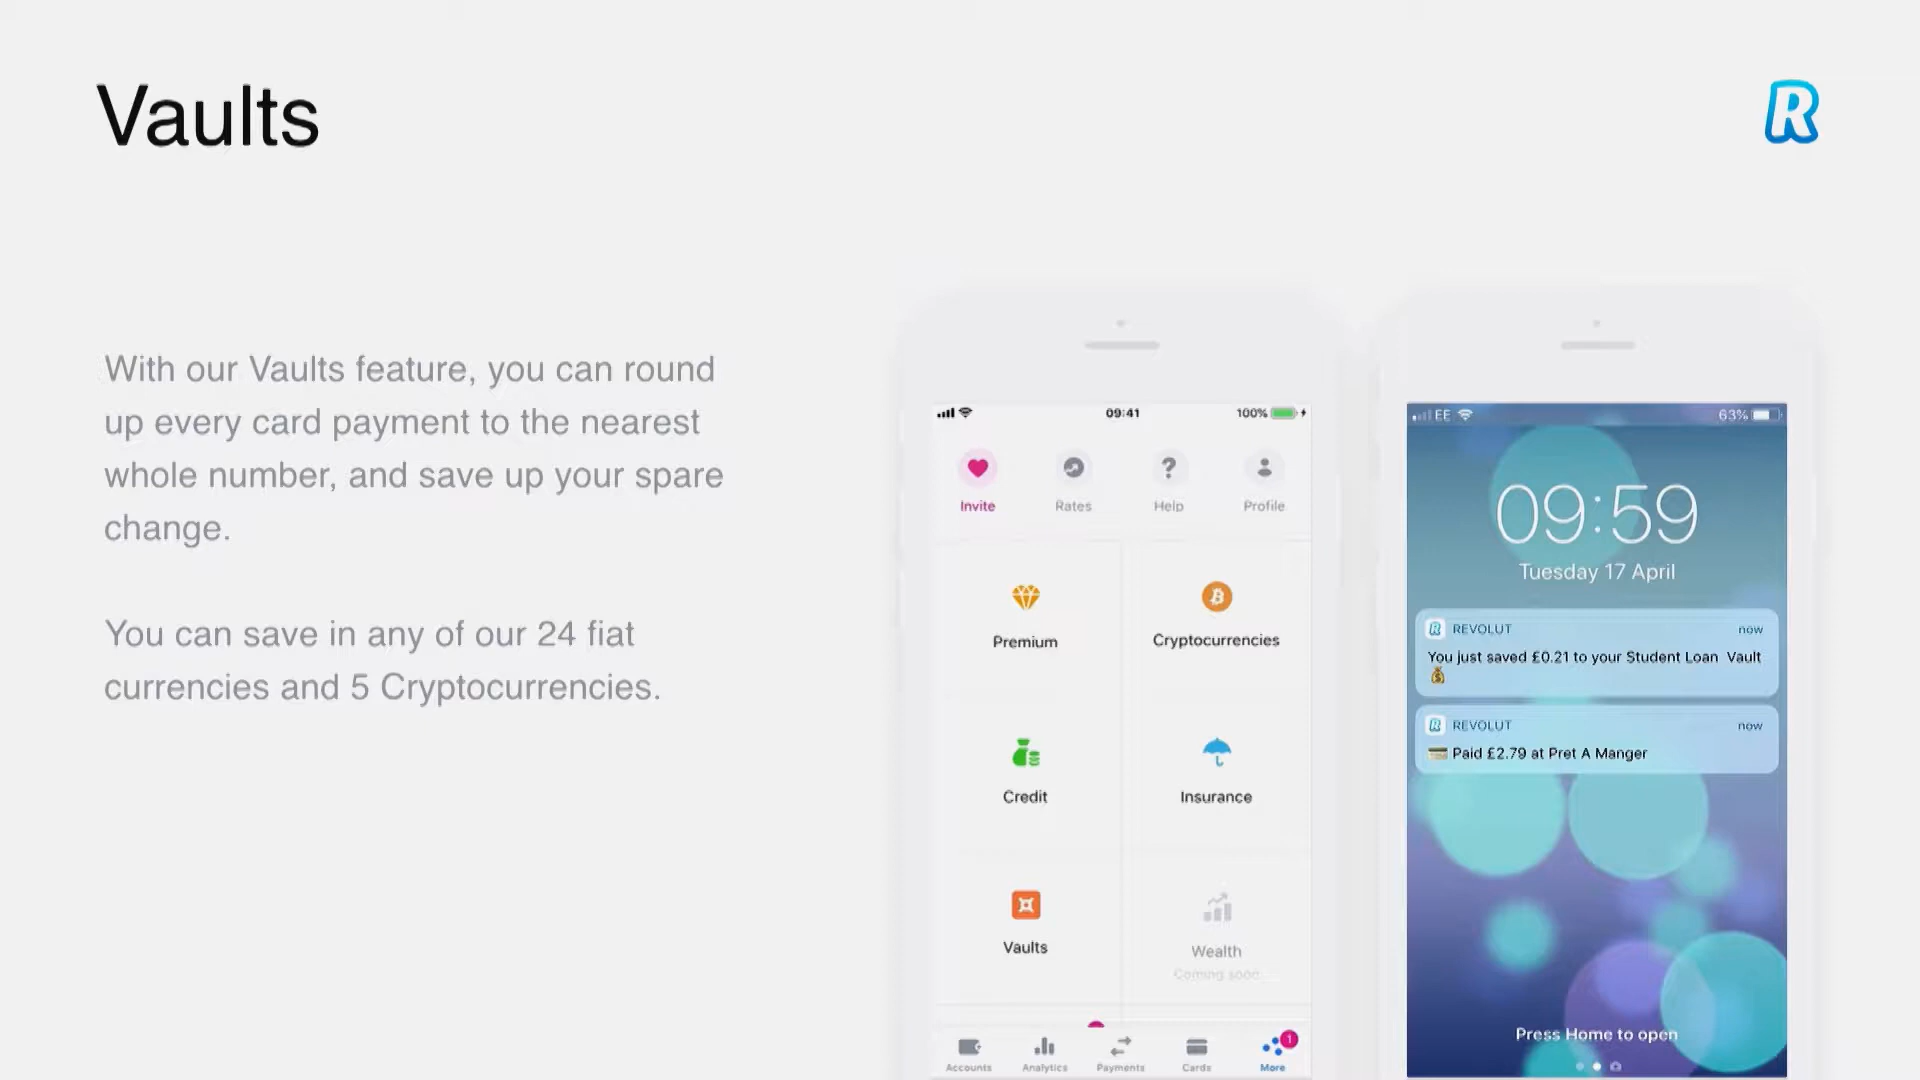 Vaults
R
With our Vaults feature, you can round
up every card payment to the nearest
whole number, and save up your spare
change.
You can save in any of our 24 fiat
currencies and 5 Cryptocurrencies.
09:41
100%
Invite
Rates
Help
Profile
Premium
Cryptocurrencies
Credit
Insurance
Vaults
Wealth
Coming soon
Accounts
Analytics
Payments
Cards
More
1
EE
63%
09:59
Tuesday 17 April
REVOLUT
now
You just saved £0.21 to your Student Loan Vault
REVOLUT
now
Paid £2.79 at Pret A Manger
Press Home to open